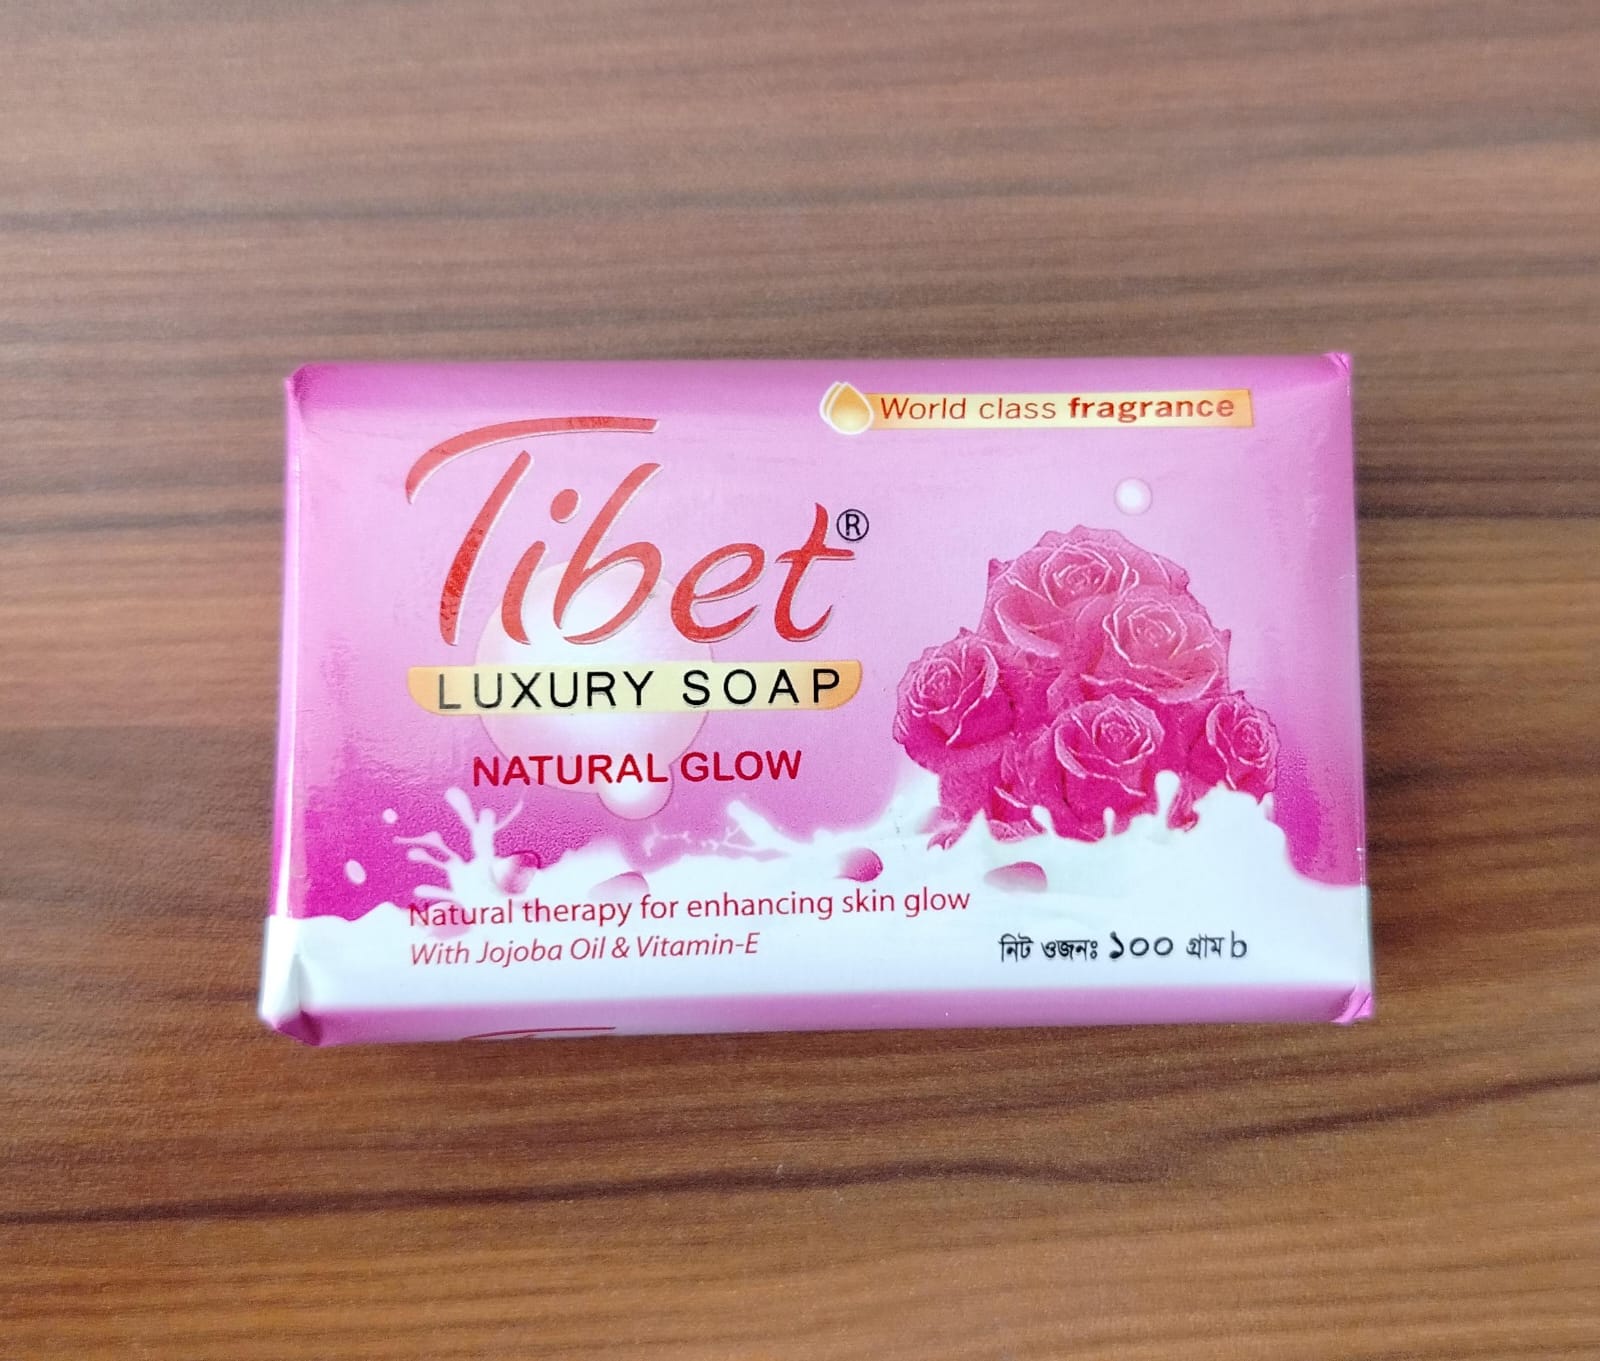 World class fragrance
Tibet®
LUXURY SOAP
NATURAL GLOW
Natural therapy for enhancing skin glow
With Jojoba Oil & Vitamin-E
নিট ওজনঃ ১০০ গ্রাম b